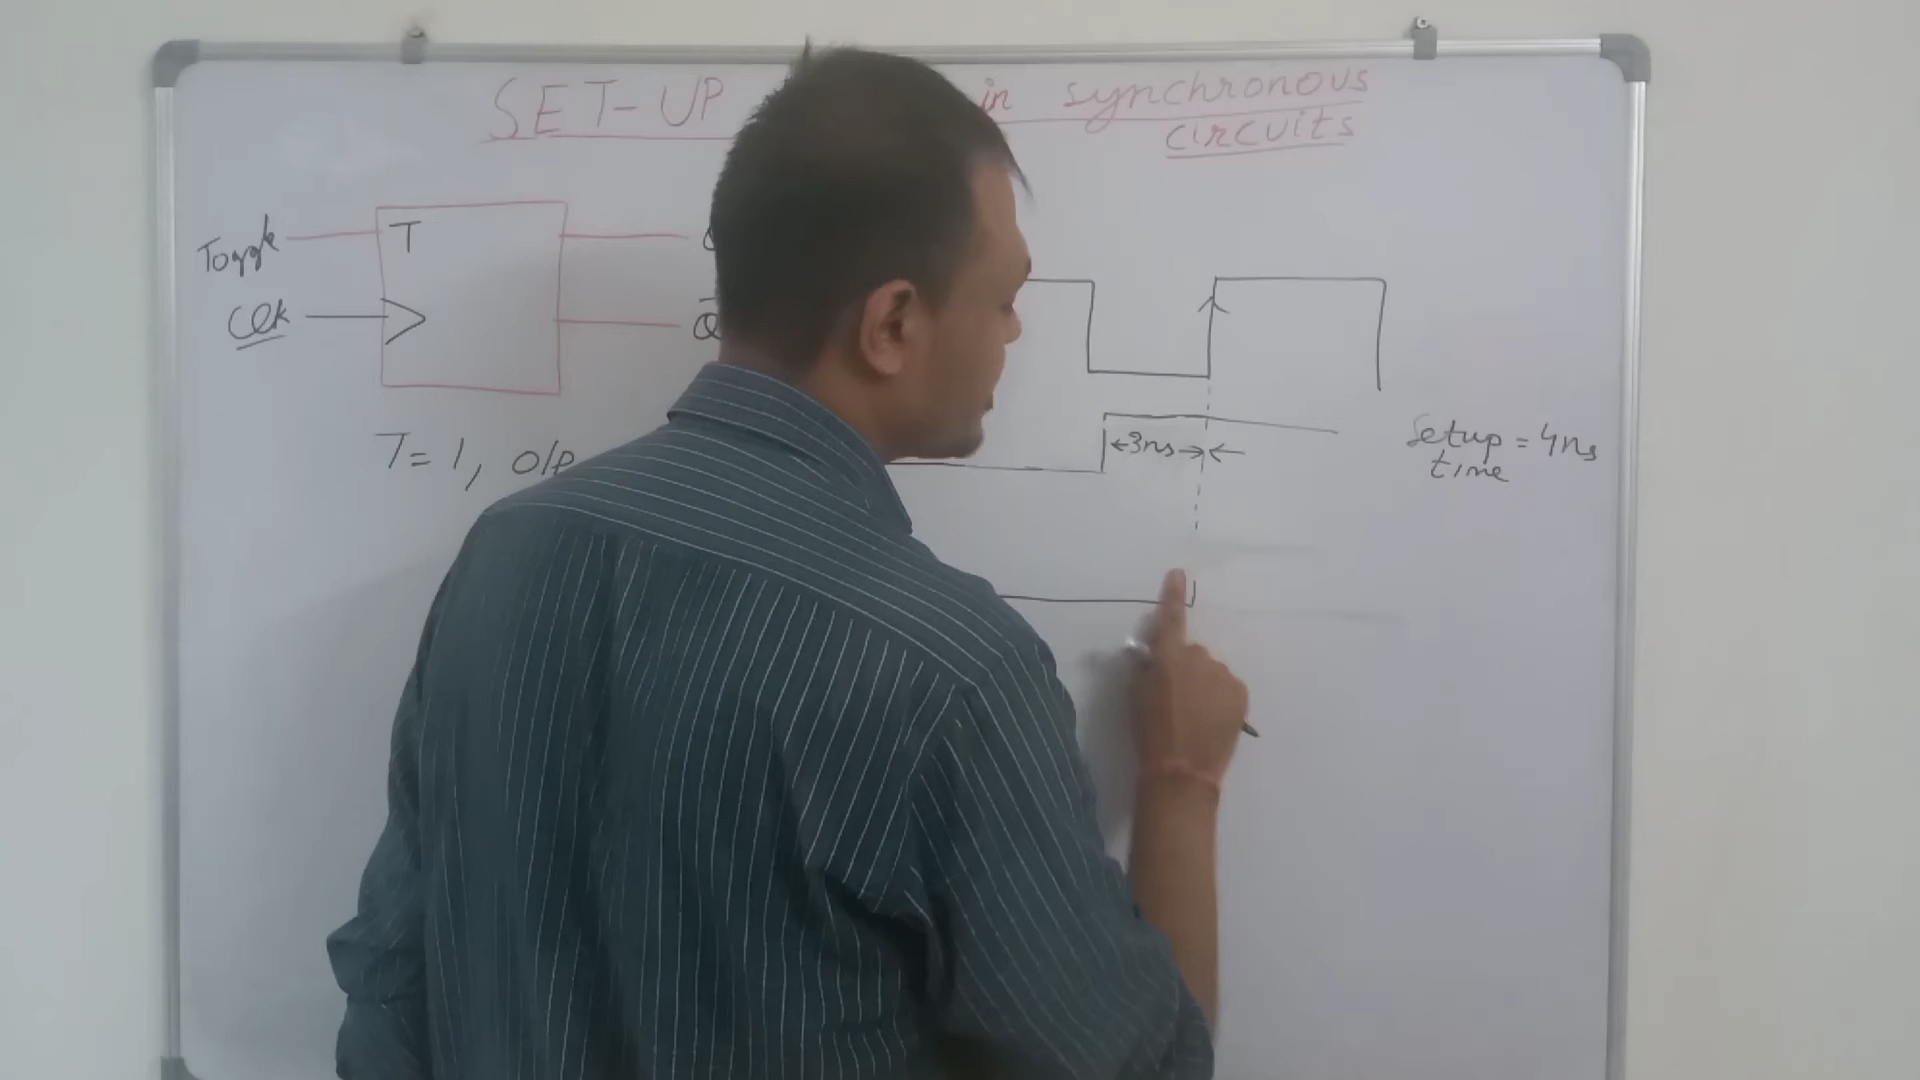 SET-UP in synchronous
circuits
Toggle T
Clk Q̅
T = 1, O/P
←3ns→←
Setup = 4ns
time